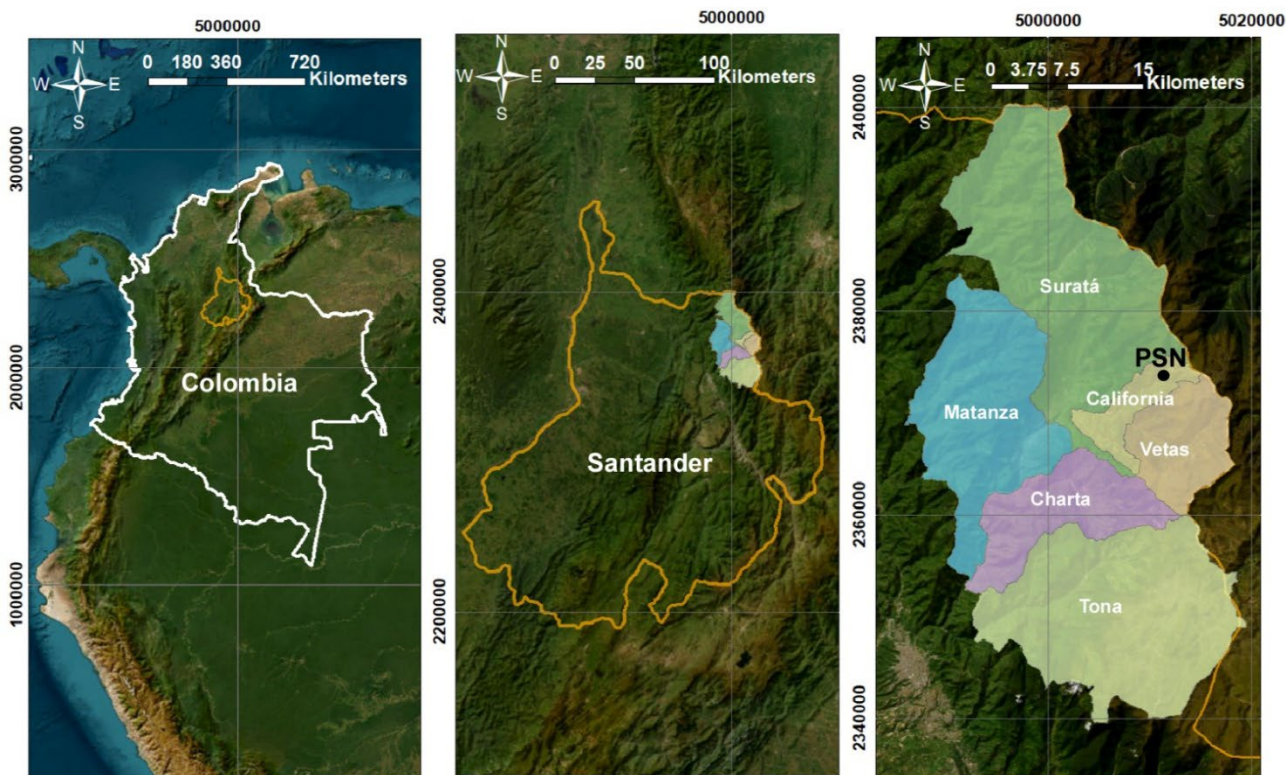 5000000
N
W E
S
0 180 360 720
Kilometers
3000000
2000000
1000000
Colombia
5000000
N
W E
S
0 25 50 100
Kilometers
2400000
2200000
Santander
5000000 5020000
N
W E
S
0 3.75 7.5 15
Kilometers
2400000
2380000
2360000
2340000
Suratá
PSN
California
Matanza
Vetas
Charta
Tona